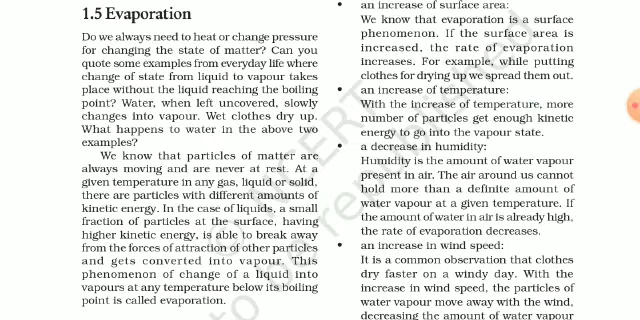 1.5 Evaporation
Do we always need to heat or change pressure
for changing the state of matter? Can you
quote some examples from everyday life where
change of state from liquid to vapour takes
place without the liquid reaching the boiling
point? Water, when left uncovered, slowly
changes into vapour. Wet clothes dry up.
What happens to water in the above two
examples?
We know that particles of matter are
always moving and are never at rest. At a
given temperature in any gas, liquid or solid,
there are particles with different amounts of
kinetic energy. In the case of liquids, a small
fraction of particles at the surface, having
higher kinetic energy, is able to break away
from the forces of attraction of other particles
and gets converted into vapour. This
phenomenon of change of a liquid into
vapours at any temperature below its boiling
point is called evaporation.
• an increase of surface area:
We know that evaporation is a surface
phenomenon. If the surface area is
increased, the rate of evaporation
increases. For example, while putting
clothes for drying up we spread them out.
• an increase of temperature:
With the increase of temperature, more
number of particles get enough kinetic
energy to go into the vapour state.
• a decrease in humidity:
Humidity is the amount of water vapour
present in air. The air around us cannot
hold more than a definite amount of
water vapour at a given temperature. If
the amount of water in air is already high,
the rate of evaporation decreases.
• an increase in wind speed:
It is a common observation that clothes
dry faster on a windy day. With the
increase in wind speed, the particles of
water vapour move away with the wind,
decreasing the amount of water vapour
© NCERT
to be republished